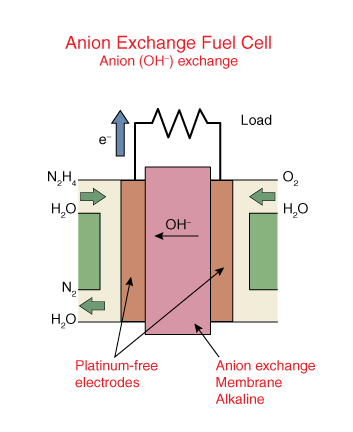 Anion Exchange Fuel Cell
Anion (OH⁻) exchange
Load
e⁻
N₂H₄
O₂
H₂O
H₂O
OH⁻
N₂
H₂O
Platinum-free
electrodes
Anion exchange
Membrane
Alkaline